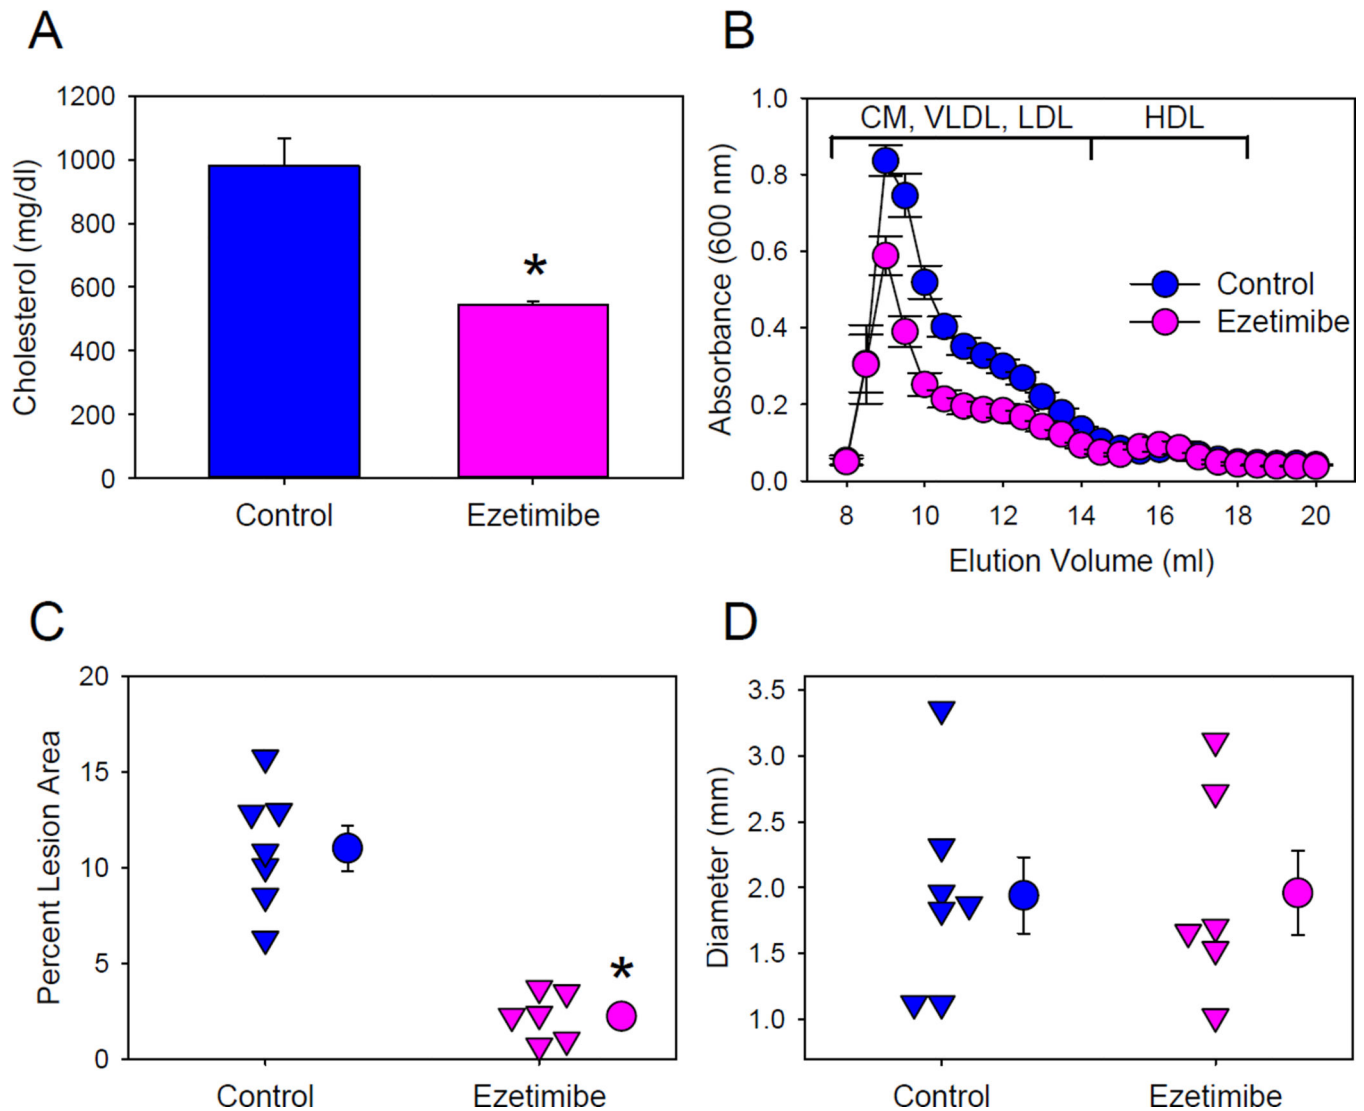 A
Cholesterol (mg/dl)
1200
1000
800
600
400
200
0
*
Control
Ezetimibe
B
Absorbance (600 nm)
1.0
0.8
0.6
0.4
0.2
0.0
CM, VLDL, LDL
HDL
Control
Ezetimibe
8 10 12 14 16 18 20
Elution Volume (ml)
C
Percent Lesion Area
20
15
10
5
0
*
Control
Ezetimibe
D
Diameter (mm)
3.5
3.0
2.5
2.0
1.5
1.0
Control
Ezetimibe